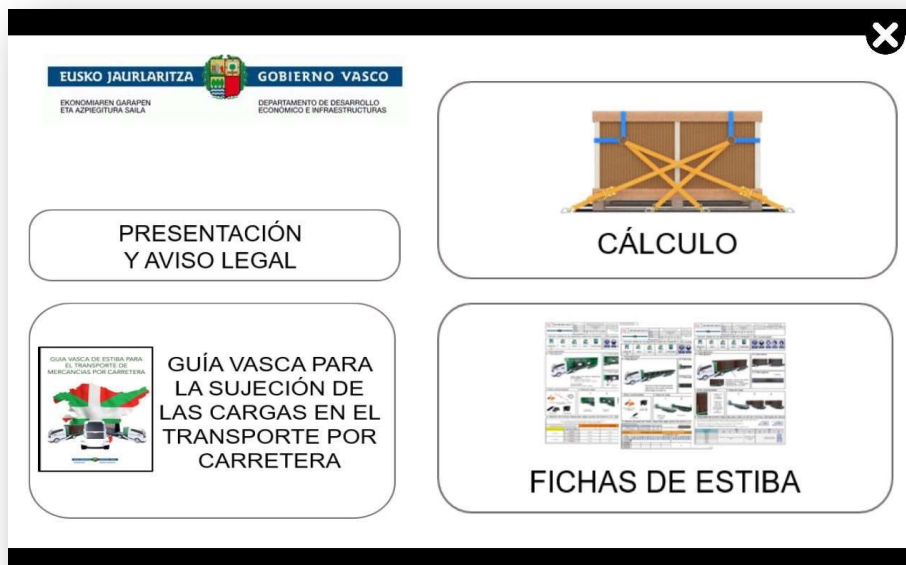 EUSKO JAURLARITZA
GOBIERNO VASCO
EKONOMIAREN GARAPEN
ETA AZPIEGITURA SAILA
DEPARTAMENTO DE DESARROLLO
ECONÓMICO E INFRAESTRUCTURAS
PRESENTACIÓN
Y AVISO LEGAL
CÁLCULO
GUIA VASCA DE ESTIBA PARA
EL TRANSPORTE DE
MERCANCIAS POR CARRETERA
GUÍA VASCA PARA
LA SUJECIÓN DE
LAS CARGAS EN EL
TRANSPORTE POR
CARRETERA
FICHAS DE ESTIBA